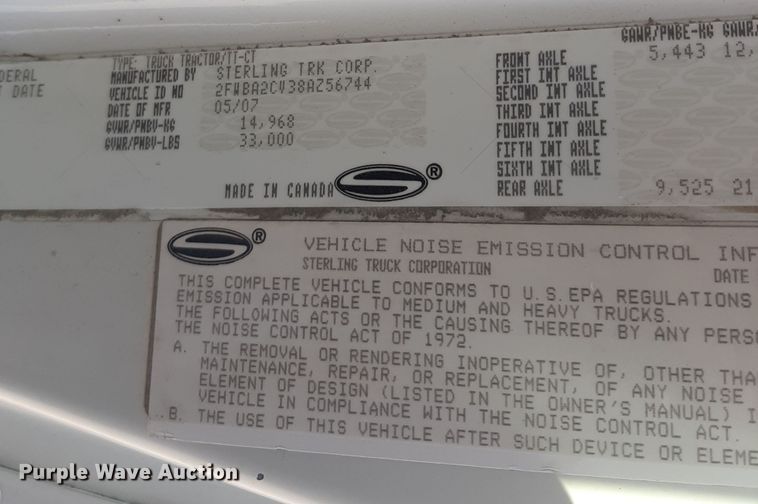 TYPE: TRUCK TRACTOR/TT-CT
DERAL
MANUFACTURED BY STERLING TRK CORP.
T DATE
VEHICLE ID NO 2FWBA2CV38AZ56744
DATE OF MFR 05/07
GVWR/PNBV-KG 14,968
GVWR/PNBV-LBS 33,000
MADE IN CANADA S ®
GAWR/PNBE-KG GAWR/
FRONT AXLE 5,443 12,
FIRST INT AXLE
SECOND INT AXLE
THIRD INT AXLE
FOURTH INT AXLE
FIFTH INT AXLE
SIXTH INT AXLE
REAR AXLE 9,525 21
S ® VEHICLE NOISE EMISSION CONTROL INF
STERLING TRUCK CORPORATION DATE
THIS COMPLETE VEHICLE CONFORMS TO U.S.EPA REGULATIONS
EMISSION APPLICABLE TO MEDIUM AND HEAVY TRUCKS.
THE FOLLOWING ACTS OR THE CAUSING THEREOF BY ANY PERS
THE NOISE CONTROL ACT OF 1972.
A. THE REMOVAL OR RENDERING INOPERATIVE OF, OTHER THA
MAINTENANCE, REPAIR, OR REPLACEMENT, OF ANY NOISE
ELEMENT OF DESIGN (LISTED IN THE OWNER'S MANUAL) I
VEHICLE IN COMPLIANCE WITH THE NOISE CONTROL ACT.
B. THE USE OF THIS VEHICLE AFTER SUCH DEVICE OR ELEME
Purple Wave Auction